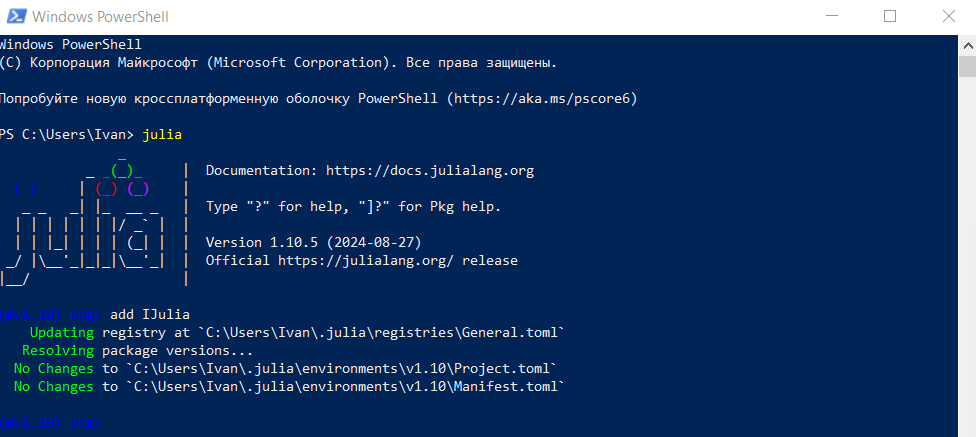 Windows PowerShell
Windows PowerShell
(C) Корпорация Майкрософт (Microsoft Corporation). Все права защищены.
Попробуйте новую кроссплатформенную оболочку PowerShell (https://aka.ms/pscore6)
PS C:\Users\Ivan> julia
Documentation: https://docs.julialang.org
Type "?" for help, "]?" for Pkg help.
Version 1.10.5 (2024-08-27)
Official https://julialang.org/ release
(@v1.10) pkg> add IJulia
Updating registry at `C:\Users\Ivan\.julia\registries\General.toml`
Resolving package versions...
No Changes to `C:\Users\Ivan\.julia\environments\v1.10\Project.toml`
No Changes to `C:\Users\Ivan\.julia\environments\v1.10\Manifest.toml`
(@v1.10) pkg>